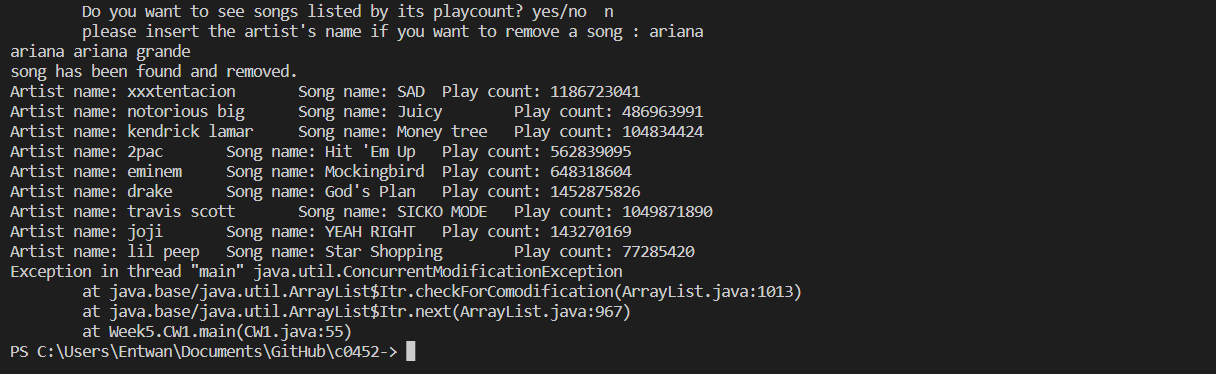 Do you want to see songs listed by its playcount? yes/no  n
please insert the artist's name if you want to remove a song : ariana
ariana ariana grande
song has been found and removed.
Artist name: xxxtentacion	Song name: SAD	Play count: 1186723041
Artist name: notorious big	Song name: Juicy	Play count: 486963991
Artist name: kendrick lamar	Song name: Money tree	Play count: 104834424
Artist name: 2pac	Song name: Hit 'Em Up	Play count: 562839095
Artist name: eminem	Song name: Mockingbird	Play count: 648318604
Artist name: drake	Song name: God's Plan	Play count: 1452875826
Artist name: travis scott	Song name: SICKO MODE	Play count: 1049871890
Artist name: joji	Song name: YEAH RIGHT	Play count: 143270169
Artist name: lil peep	Song name: Star Shopping	Play count: 77285420
Exception in thread "main" java.util.ConcurrentModificationException
at java.base/java.util.ArrayList$Itr.checkForComodification(ArrayList.java:1013)
at java.base/java.util.ArrayList$Itr.next(ArrayList.java:967)
at Week5.CW1.main(CW1.java:55)
PS C:\Users\Entwan\Documents\GitHub\c0452->